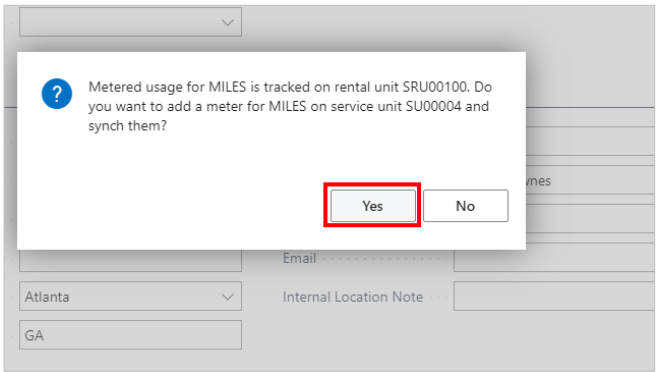 Metered usage for MILES is tracked on rental unit SRU00100. Do
you want to add a meter for MILES on service unit SU00004 and
synch them?
Yes No
Email
Atlanta Internal Location Note
GA